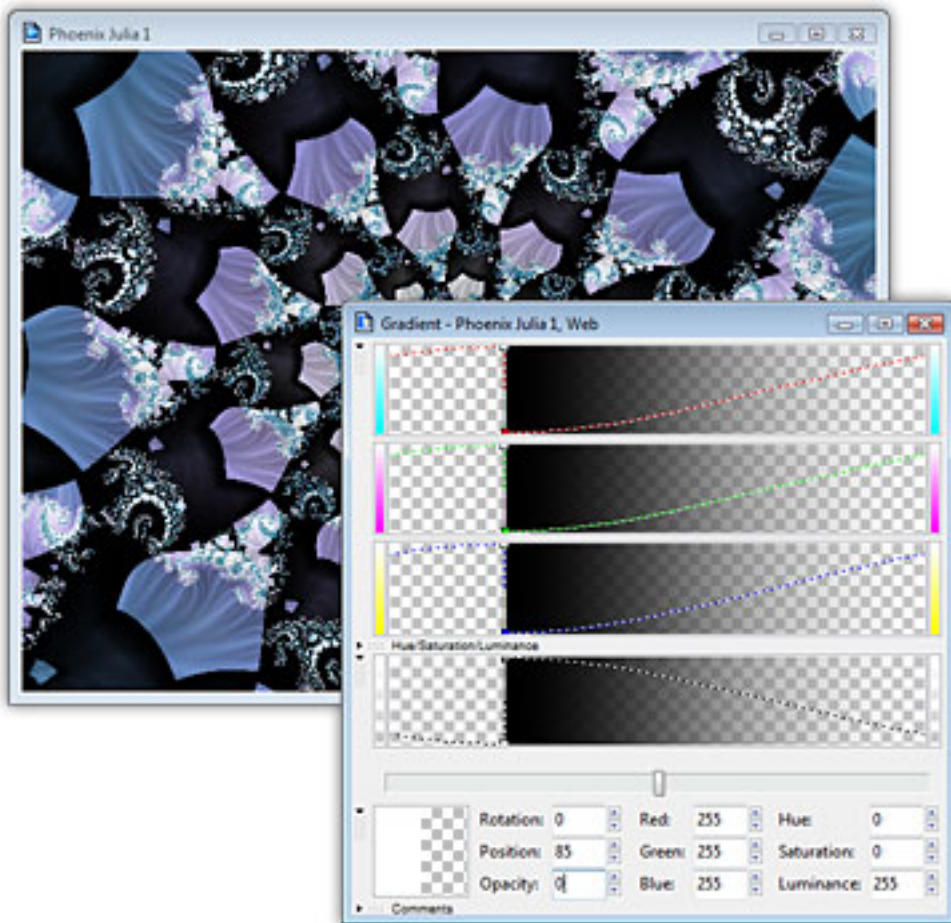 Phoenix Julia 1
Gradient - Phoenix Julia 1, Web
Hue/Saturation/Luminance
Rotation: 0 Red: 255 Hue: 0
Position: 85 Green: 255 Saturation: 0
Opacity: 0 Blue: 255 Luminance: 255
Comments